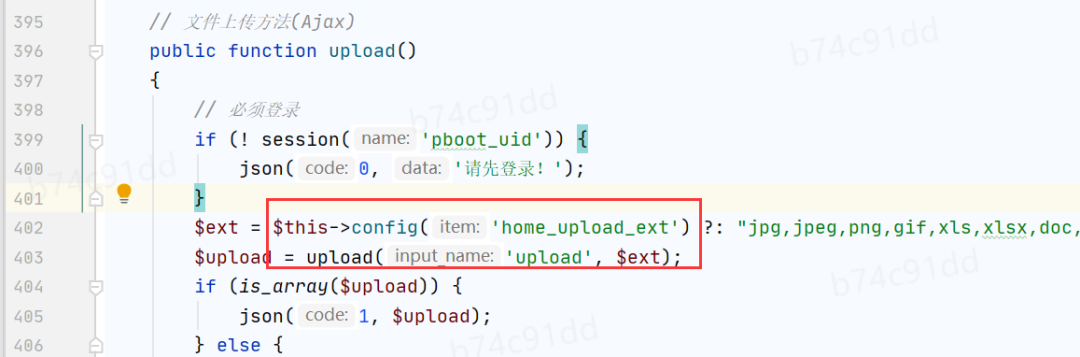 395 // 文件上传方法(Ajax)
396 public function upload()
397 {
398 // 必须登录
399 if (! session( name: 'pboot_uid')) {
400 json( code: 0, data: '请先登录！');
401 }
402 $ext = $this->config( item: 'home_upload_ext') ?: "jpg,jpeg,png,gif,xls,xlsx,doc,
403 $upload = upload( input_name: 'upload', $ext);
404 if (is_array($upload)) {
405 json( code: 1, $upload);
406 } else {
b74c91dd
b74c91dd
b74c91dd
b74c91dd
b74c91dd